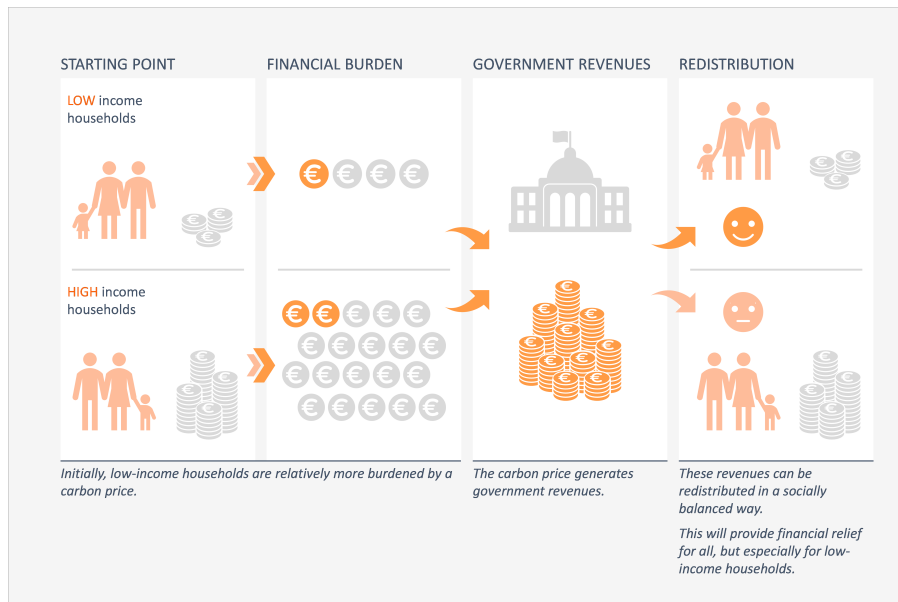 STARTING POINT
FINANCIAL BURDEN
GOVERNMENT REVENUES
REDISTRIBUTION
LOW income
households
HIGH income
households
Initially, low-income households are relatively more burdened by a
carbon price.
The carbon price generates
government revenues.
These revenues can be
redistributed in a socially
balanced way.
This will provide financial relief
for all, but especially for low-
income households.